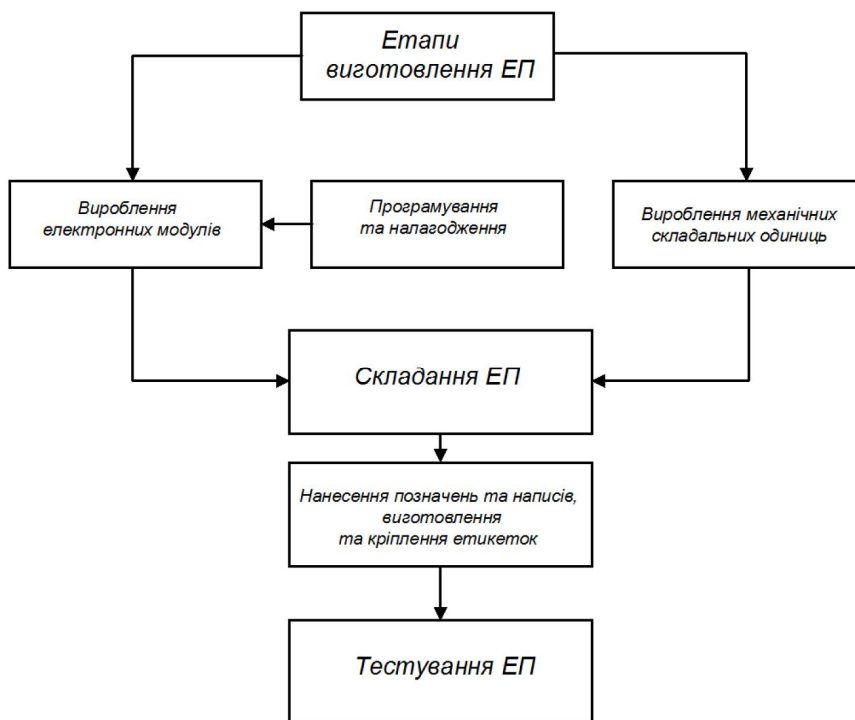 Етапи
виготовлення ЕП
Вироблення
електронних модулів
Програмування
та налагодження
Вироблення механічних
складальних одиниць
Складання ЕП
Нанесення позначень та написів,
виготовлення
та кріплення етикеток
Тестування ЕП